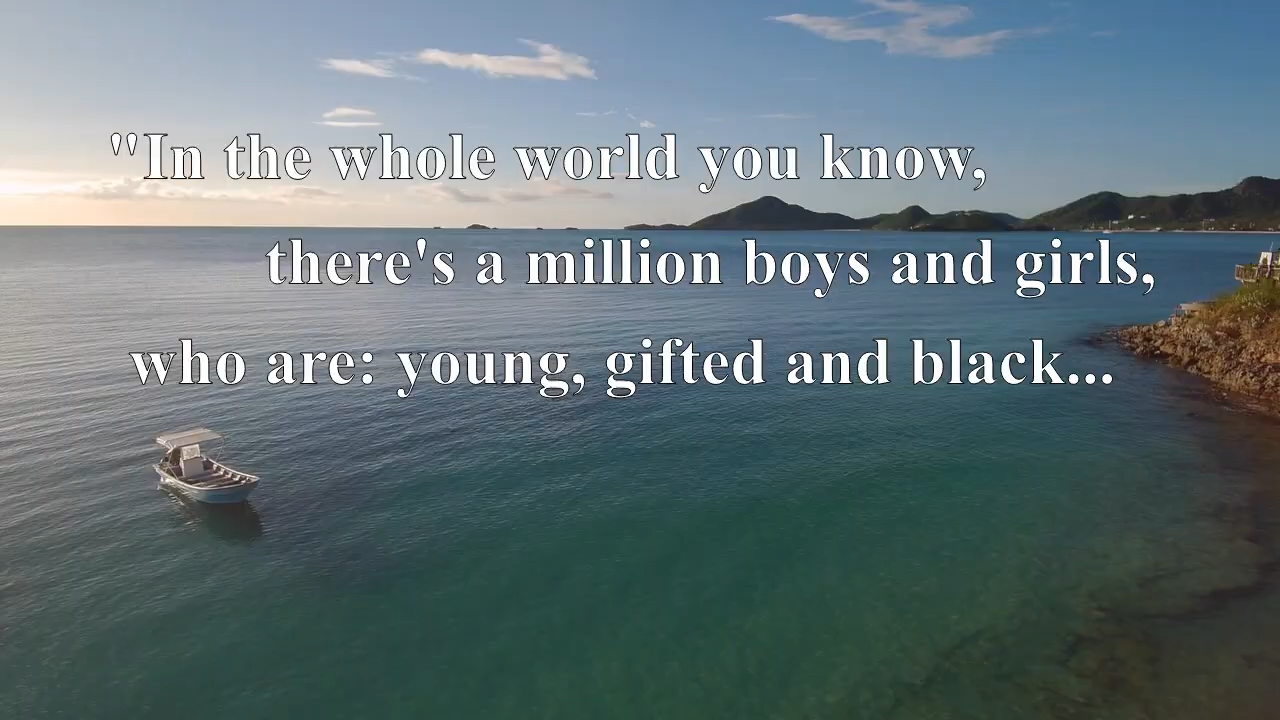 "In the whole world you know,
there's a million boys and girls,
who are: young, gifted and black...